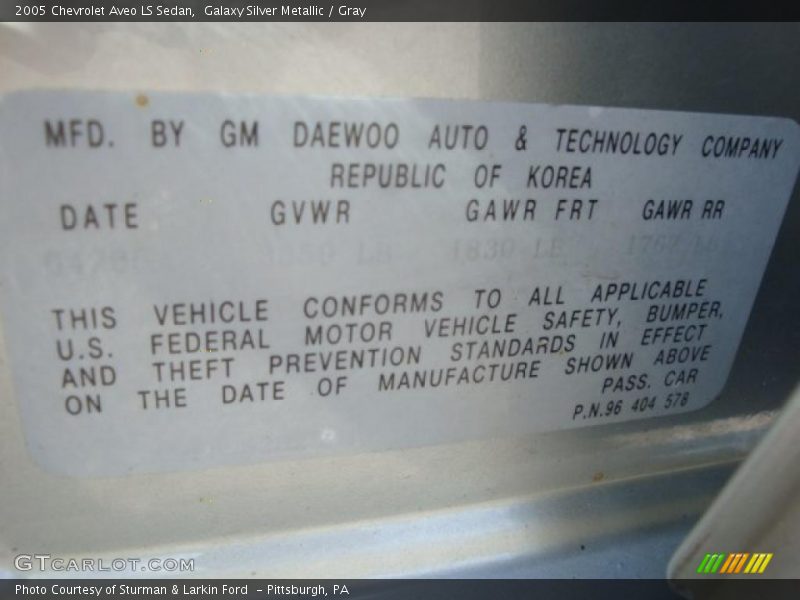 2005 Chevrolet Aveo LS Sedan, Galaxy Silver Metallic / Gray
MFD. BY GM DAEWOO AUTO & TECHNOLOGY COMPANY
REPUBLIC OF KOREA
DATE GVWR GAWR FRT GAWR RR
1830 LB
THIS VEHICLE CONFORMS TO ALL APPLICABLE
U.S. FEDERAL MOTOR VEHICLE SAFETY, BUMPER,
AND THEFT PREVENTION STANDARDS IN EFFECT
ON THE DATE OF MANUFACTURE SHOWN ABOVE
PASS. CAR
P.N.96 404 578
GTCARLOT.COM
Photo Courtesy of Sturman & Larkin Ford - Pittsburgh, PA